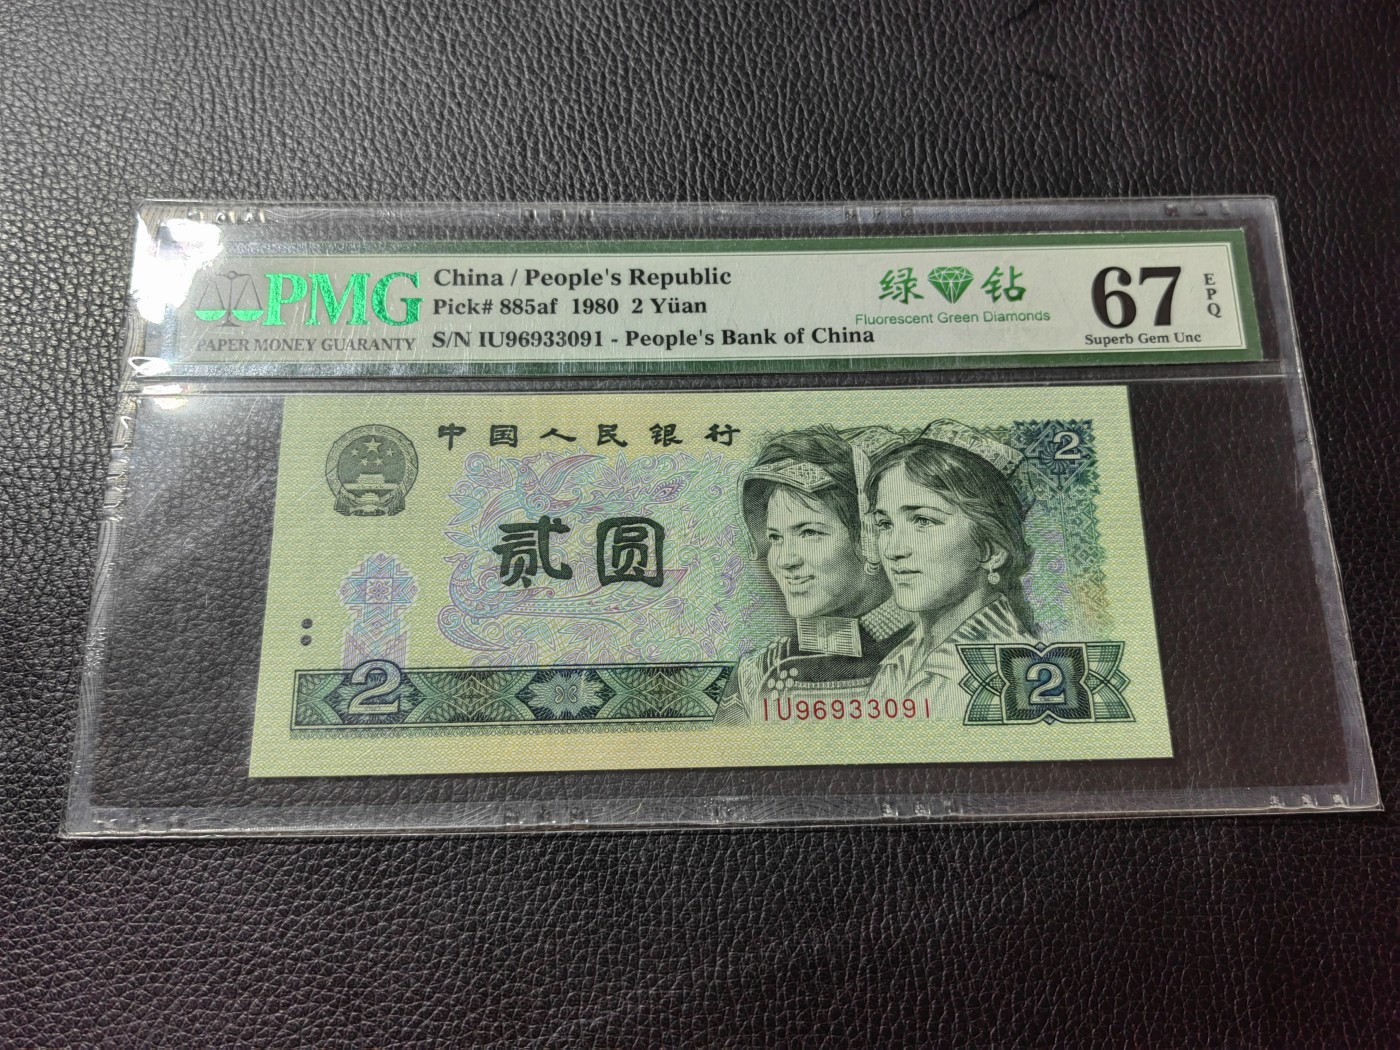 PMG
PAPER MONEY GUARANTY
China / People's Republic
Pick# 885af 1980 2 Yüan
S/N IU96933091 - People's Bank of China
绿 钻
Fluorescent Green Diamonds
67
EPQ
Superb Gem Unc
中国人民银行
2
贰圆
2
IU96933091
2